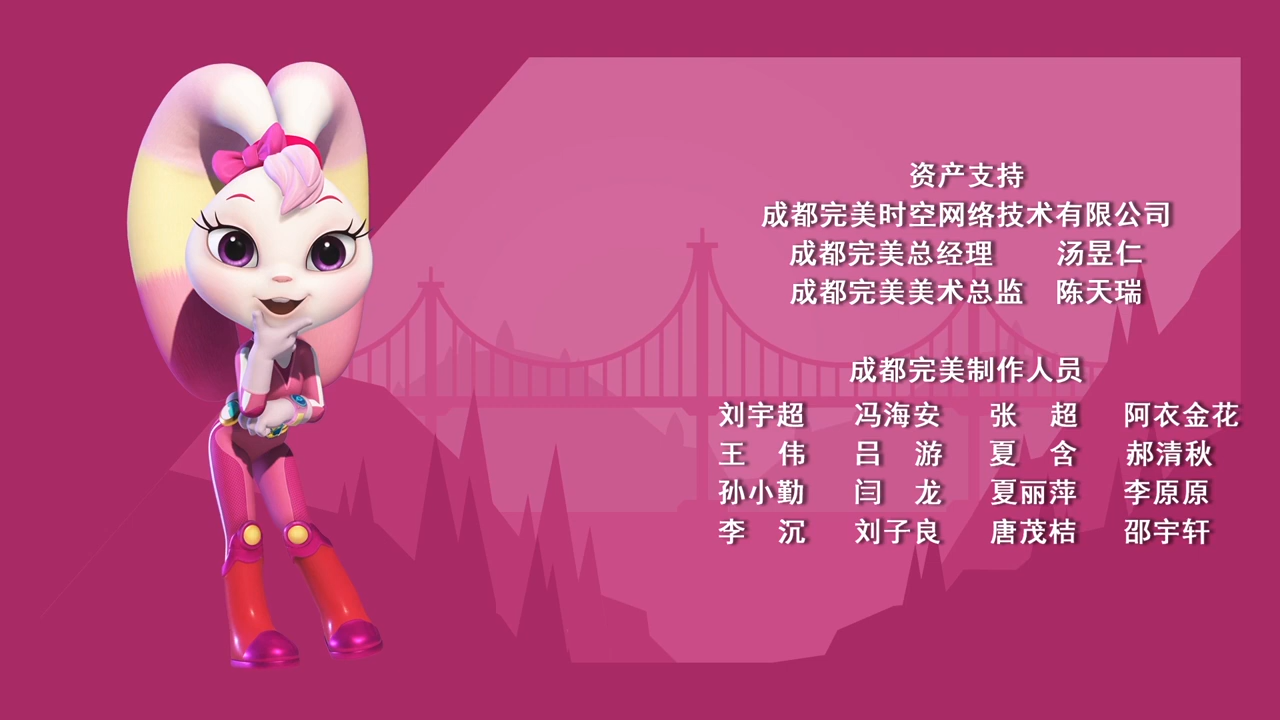 资产支持
成都完美时空网络技术有限公司
成都完美总经理 汤昱仁
成都完美美术总监 陈天瑞
成都完美制作人员
刘宇超 冯海安 张 超 阿衣金花
王 伟 吕 游 夏 含 郝清秋
孙小勤 闫 龙 夏丽萍 李原原
李 沉 刘子良 唐茂桔 邵宇轩